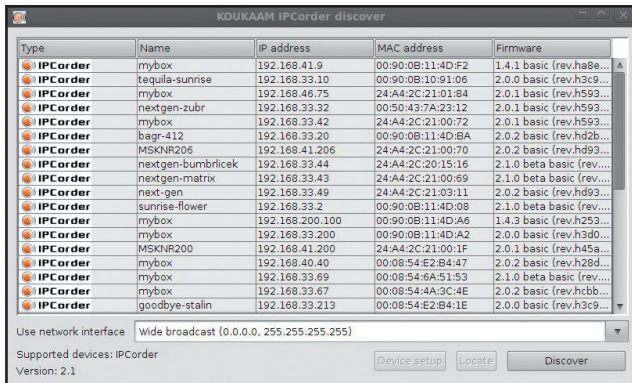 KOUKAAM IPCorder discover
Type Name IP address MAC address Firmware
IPCorder mybox 192.168.41.9 00:90:0B:11:4D:F2 1.4.1 basic (rev.ha8e...
IPCorder tequila-sunrise 192.168.33.10 00:90:0B:10:91:06 2.0.0 basic (rev.h3c9...
IPCorder mybox 192.168.46.75 24:A4:2C:21:01:84 2.0.1 basic (rev.h593...
IPCorder nextgen-zubr 192.168.33.32 00:50:43:7A:23:12 2.0.1 basic (rev.h593...
IPCorder mybox 192.168.33.42 24:A4:2C:21:00:72 2.0.1 basic (rev.h593...
IPCorder bagr-412 192.168.33.20 00:90:0B:11:4D:BA 2.0.2 basic (rev.hd2b...
IPCorder MSKNR206 192.168.41.206 24:A4:2C:21:00:70 2.0.2 basic (rev.hd93...
IPCorder nextgen-bumbrlicek 192.168.33.44 24:A4:2C:20:15:16 2.1.0 beta basic (rev....
IPCorder nextgen-matrix 192.168.33.43 24:A4:2C:21:00:69 2.1.0 basic (rev....
IPCorder next-gen 192.168.33.49 24:A4:2C:21:03:11 2.0.2 basic (rev.hd93...
IPCorder sunrise-flower 192.168.33.2 00:90:0B:11:4D:08 2.1.0 beta basic (rev....
IPCorder mybox 192.168.200.100 00:90:0B:11:4D:A6 1.4.3 basic (rev.h253...
IPCorder mybox 192.168.33.200 00:90:0B:11:4D:A2 2.0.0 basic (rev.h3d0...
IPCorder MSKNR200 192.168.41.200 24:A4:2C:21:00:1F 2.0.1 basic (rev.h45a...
IPCorder mybox 192.168.40.40 00:08:54:E2:B4:47 2.0.2 basic (rev.h28d...
IPCorder mybox 192.168.33.69 00:08:54:6A:51:53 2.1.0 beta basic (rev....
IPCorder mybox 192.168.33.67 00:08:54:4A:3C:4E 2.0.2 basic (rev.hcbb...
IPCorder goodbye-stalin 192.168.33.213 00:08:54:E2:B4:1E 2.0.0 basic (rev.h3c9...
Use network interface Wide broadcast (0.0.0.0, 255.255.255.255)
Supported devices: IPCorder
Version: 2.1
Device setup Locate Discover